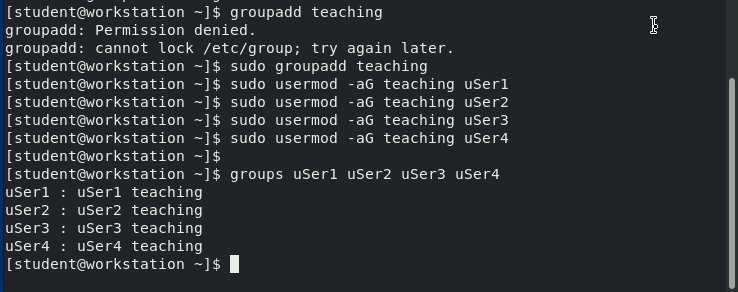 [student@workstation ~]$ groupadd teaching
groupadd: Permission denied.
groupadd: cannot lock /etc/group; try again later.
[student@workstation ~]$ sudo groupadd teaching
[student@workstation ~]$ sudo usermod -aG teaching uSer1
[student@workstation ~]$ sudo usermod -aG teaching uSer2
[student@workstation ~]$ sudo usermod -aG teaching uSer3
[student@workstation ~]$ sudo usermod -aG teaching uSer4
[student@workstation ~]$
[student@workstation ~]$ groups uSer1 uSer2 uSer3 uSer4
uSer1 : uSer1 teaching
uSer2 : uSer2 teaching
uSer3 : uSer3 teaching
uSer4 : uSer4 teaching
[student@workstation ~]$